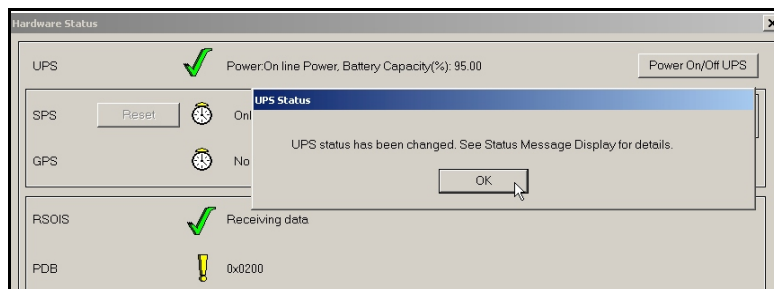 Hardware Status
UPS Power:On line Power, Battery Capacity(%): 95.00 Power On/Off UPS
UPS Status
SPS Reset
UPS status has been changed. See Status Message Display for details.
GPS No
OK
RSOIS Receiving data
PDB 0x0200